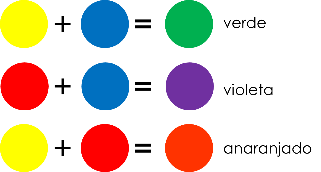 + = verde
+ = violeta
+ = anaranjado